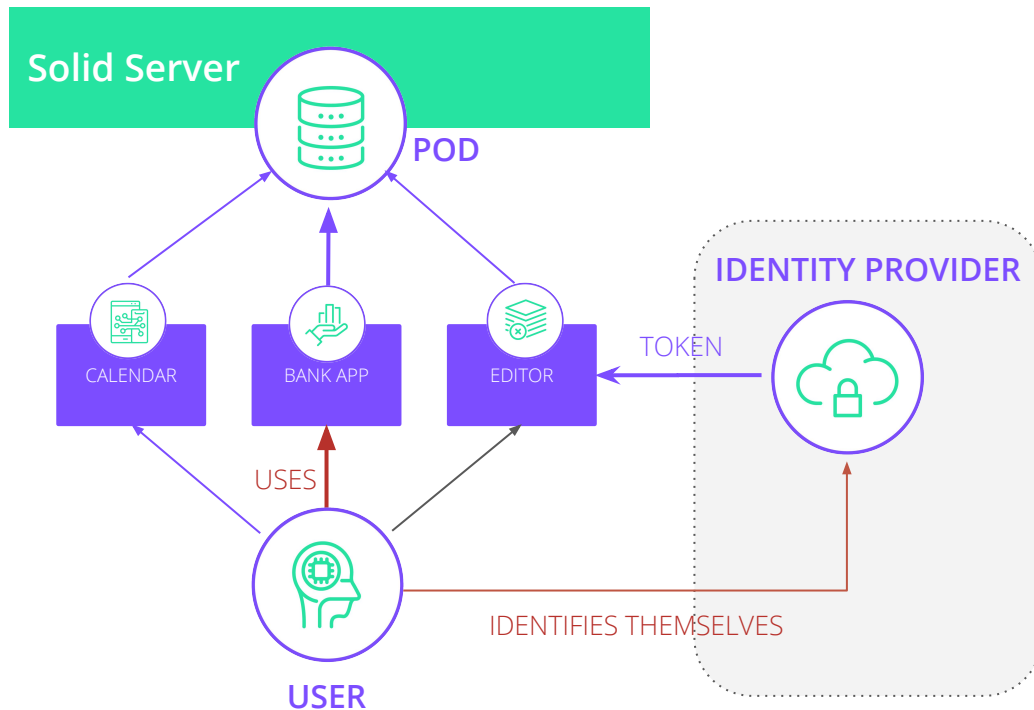 Solid Server
POD
IDENTITY PROVIDER
TOKEN
CALENDAR
BANK APP
EDITOR
USES
IDENTIFIES THEMSELVES
USER